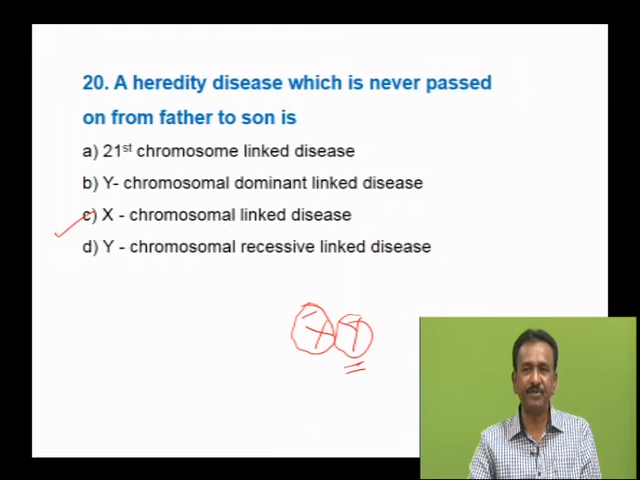 20. A heredity disease which is never passed
on from father to son is
a) 21st chromosome linked disease
b) Y- chromosomal dominant linked disease
c) X - chromosomal linked disease
d) Y - chromosomal recessive linked disease
X Y